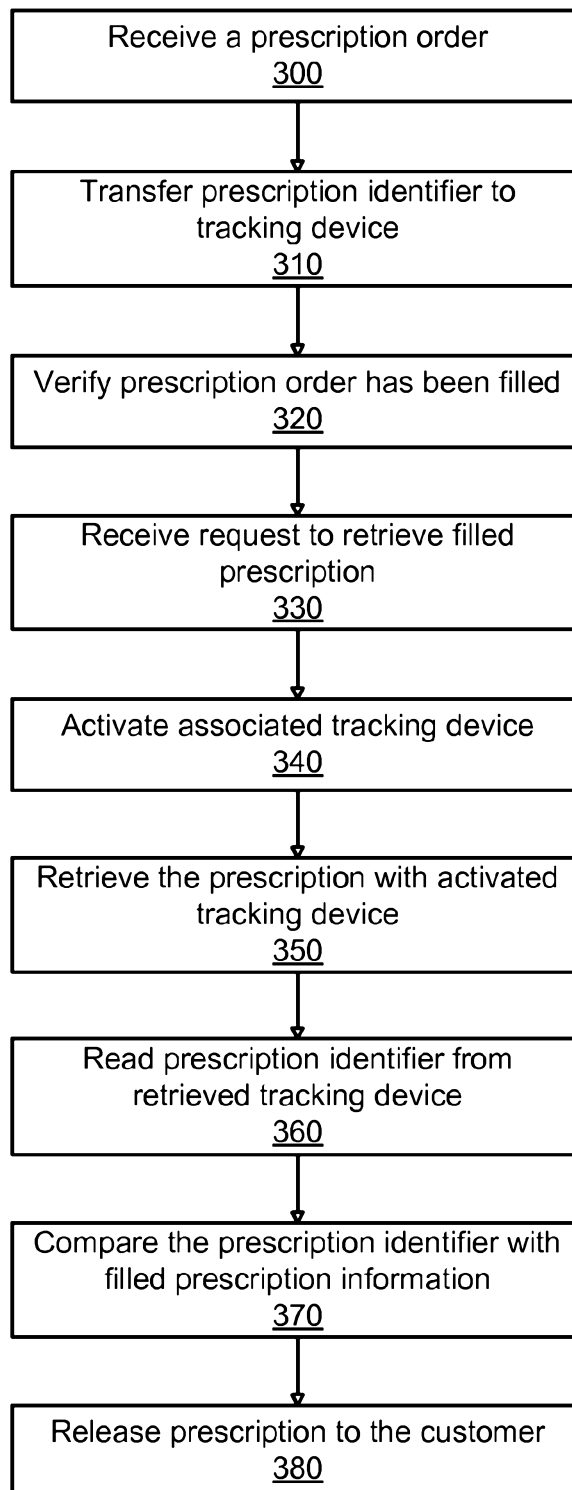 Receive a prescription order
300
Transfer prescription identifier to
tracking device
310
Verify prescription order has been filled
320
Receive request to retrieve filled
prescription
330
Activate associated tracking device
340
Retrieve the prescription with activated
tracking device
350
Read prescription identifier from
retrieved tracking device
360
Compare the prescription identifier with
filled prescription information
370
Release prescription to the customer
380